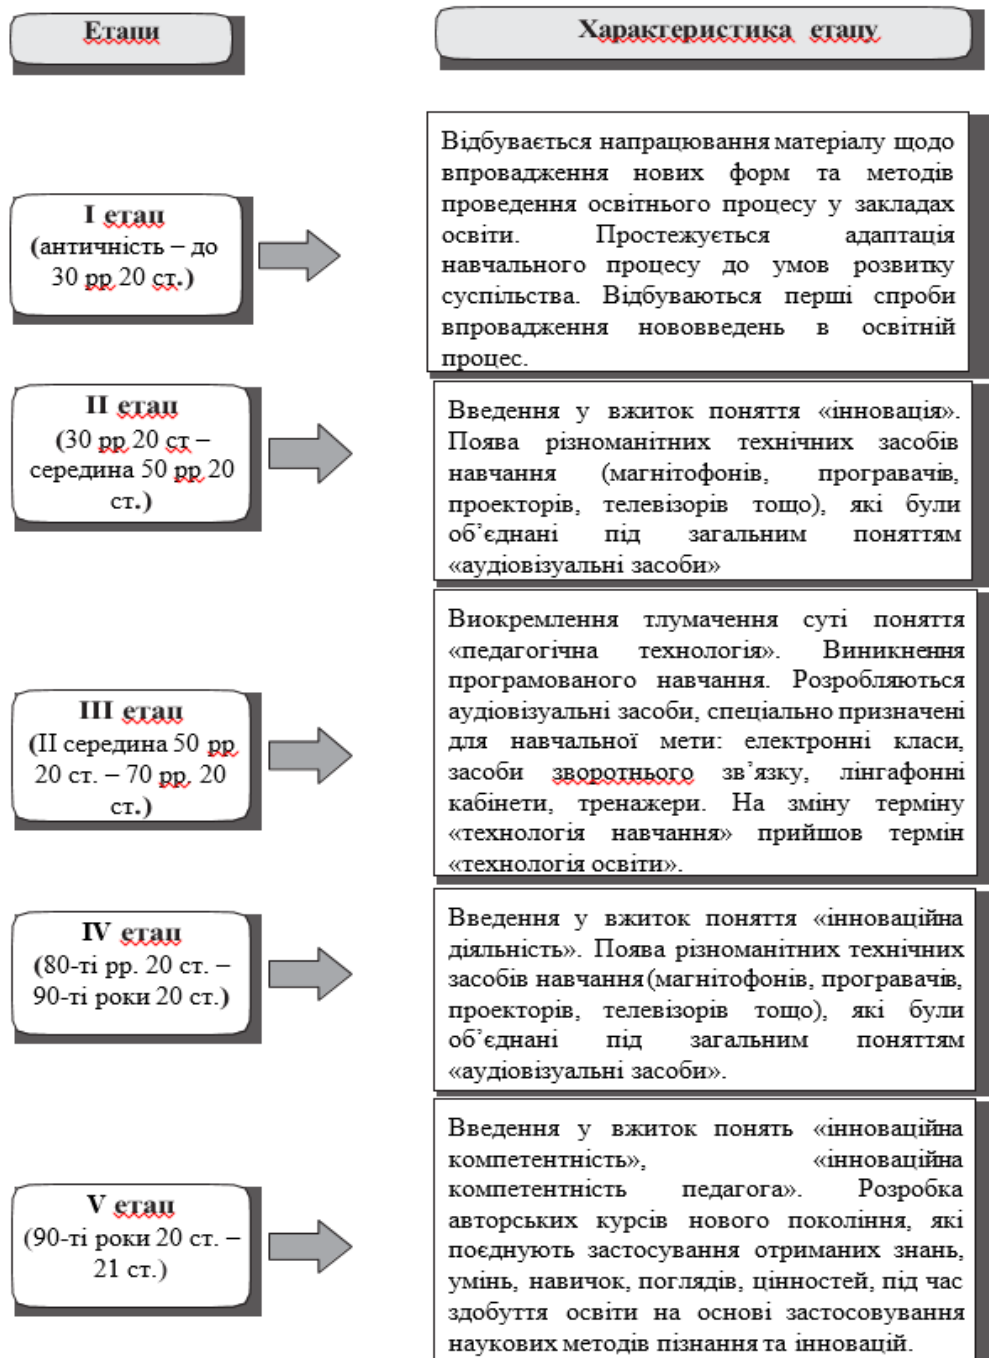 Етапи
Характеристика етапу
І етап
(античність – до
30 рр 20 ст.)
Відбувається напрацювання матеріалу щодо
впровадження нових форм та методів
проведення освітнього процесу у закладах
освіти. Простежується адаптація
навчального процесу до умов розвитку
суспільства. Відбуваються перші спроби
впровадження нововведень в освітній
процес.
ІІ етап
(30 рр 20 ст –
середина 50 рр 20
ст.)
Введення у вжиток поняття «інновація».
Поява різноманітних технічних засобів
навчання (магнітофонів, програвачів,
проекторів, телевізорів тощо), які були
об’єднані під загальним поняттям
«аудіовізуальні засоби»
ІІІ етап
(ІІ середина 50 рр
20 ст. – 70 рр. 20
ст.)
Виокремлення тлумачення суті поняття
«педагогічна технологія». Виникнення
програмованого навчання. Розробляються
аудіовізуальні засоби, спеціально призначені
для навчальної мети: електронні класи,
засоби зворотнього зв’язку, лінгафонні
кабінети, тренажери. На зміну терміну
«технологія навчання» прийшов термін
«технологія освіти».
IV етап
(80-ті рр. 20 ст. –
90-ті роки 20 ст.)
Введення у вжиток поняття «інноваційна
діяльність». Поява різноманітних технічних
засобів навчання (магнітофонів, програвачів,
проекторів, телевізорів тощо), які були
об’єднані під загальним поняттям
«аудіовізуальні засоби».
V етап
(90-ті роки 20 ст. –
21 ст.)
Введення у вжиток понять «інноваційна
компетентність», «інноваційна
компетентність педагога». Розробка
авторських курсів нового покоління, які
поєднують застосування отриманих знань,
умінь, навичок, поглядів, цінностей, під час
здобуття освіти на основі застосовування
наукових методів пізнання та інновацій.